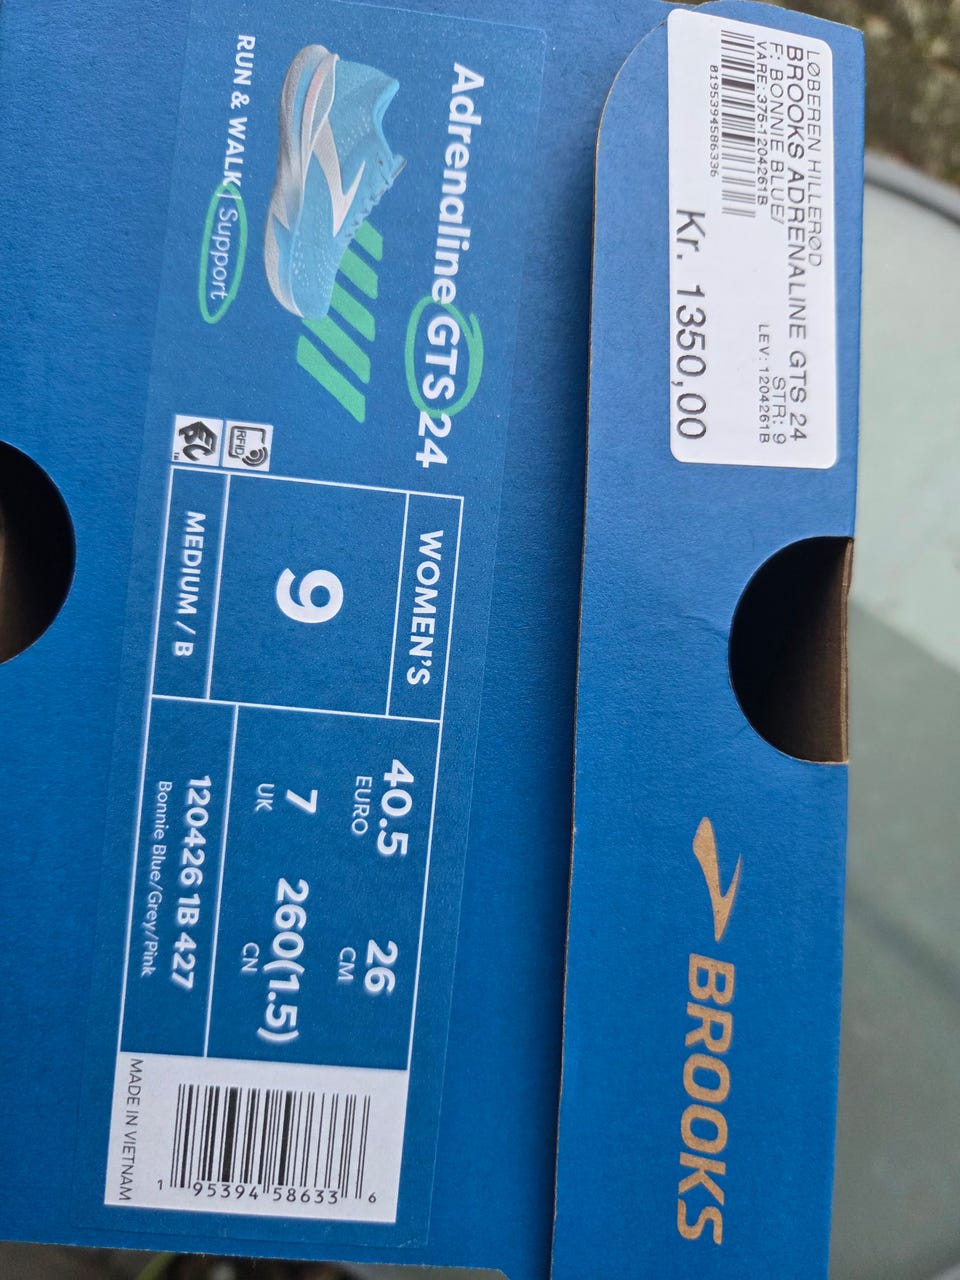 LØBEREN HILLERØD
BROOKS ADRENALINE GTS 24
F: BONNIE BLUE/ STR: 9
VARE: 375-1204261B LEV: 1204261B
8195394586336
Kr. 1350,00
BROOKS
Adrenaline GTS 24
RUN & WALK Support
RFID
WOMEN'S
9
MEDIUM / B
40.5
EURO
26
CM
7
UK
260(1.5)
CN
120426 1B 427
Bonnie Blue/Grey/Pink
1 95394 58633 6
MADE IN VIETNAM